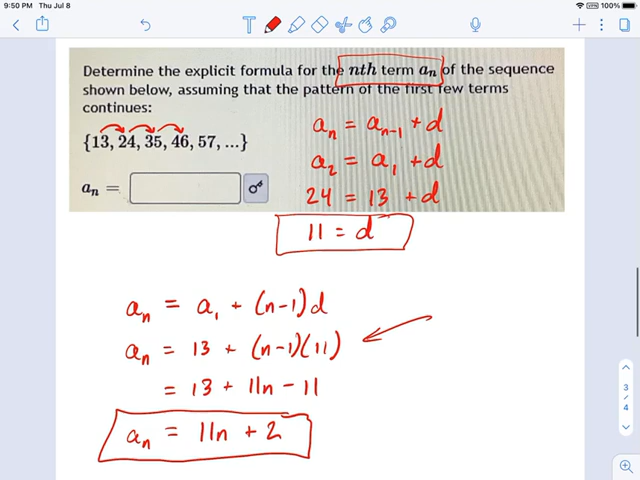 9:50 PM Thu Jul 8 100%
T
Determine the explicit formula for the nth term aₙ of the sequence
shown below, assuming that the pattern of the first few terms
continues:
{13, 24, 35, 46, 57, ...}
aₙ =
aₙ = aₙ₋₁ + d
a₂ = a₁ + d
24 = 13 + d
11 = d
aₙ = a₁ + (n-1)d
aₙ = 13 + (n-1)(11)
= 13 + 11n - 11
aₙ = 11n + 2
3
/
4